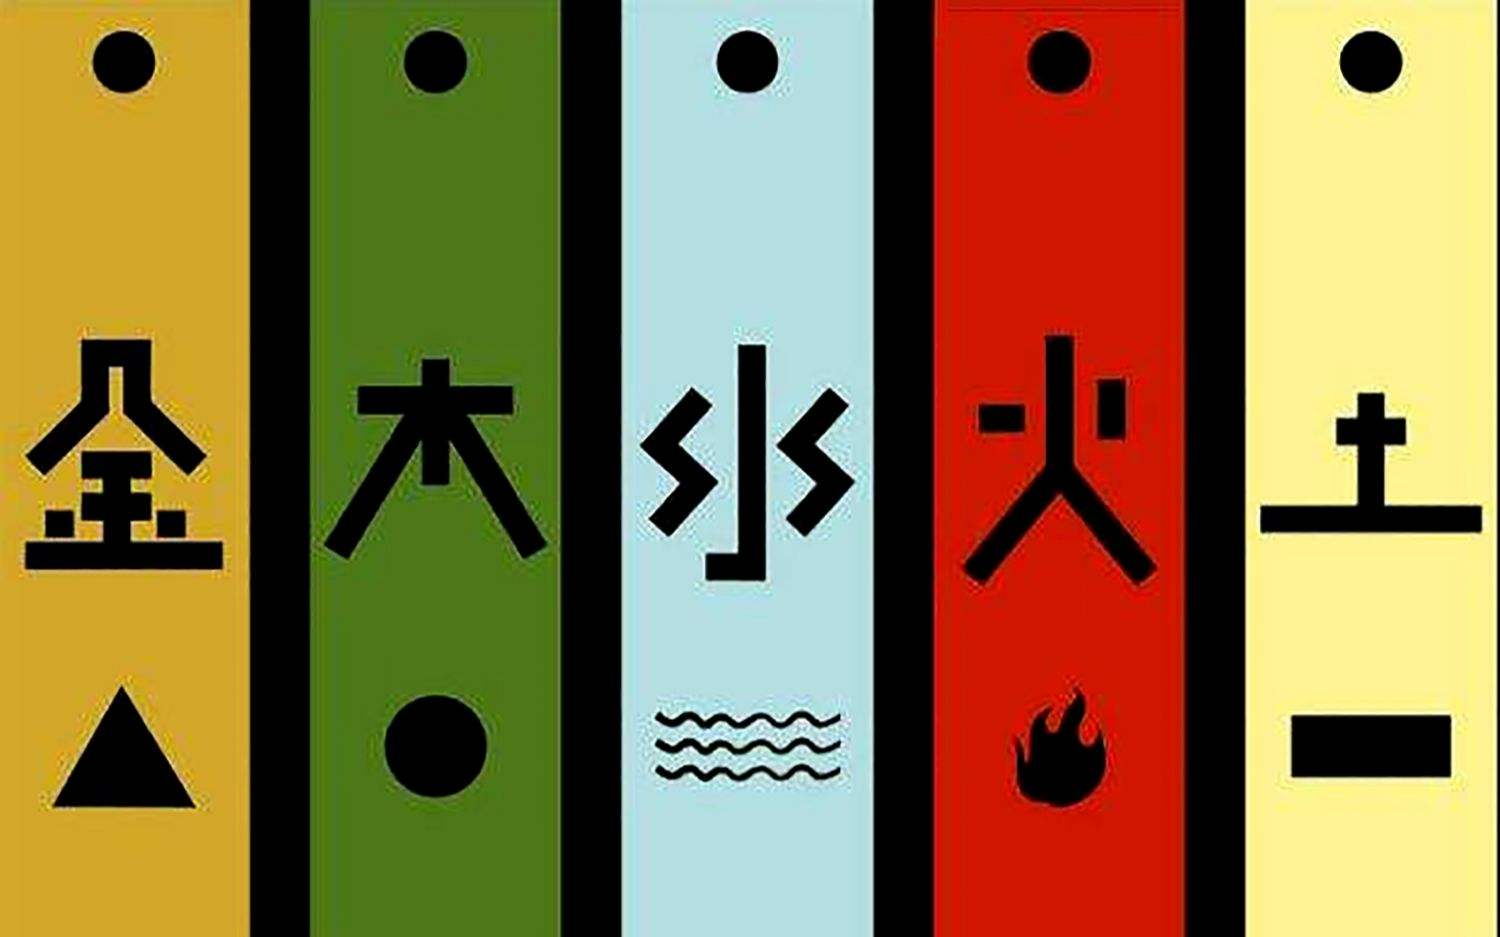 金 木 水 火 土